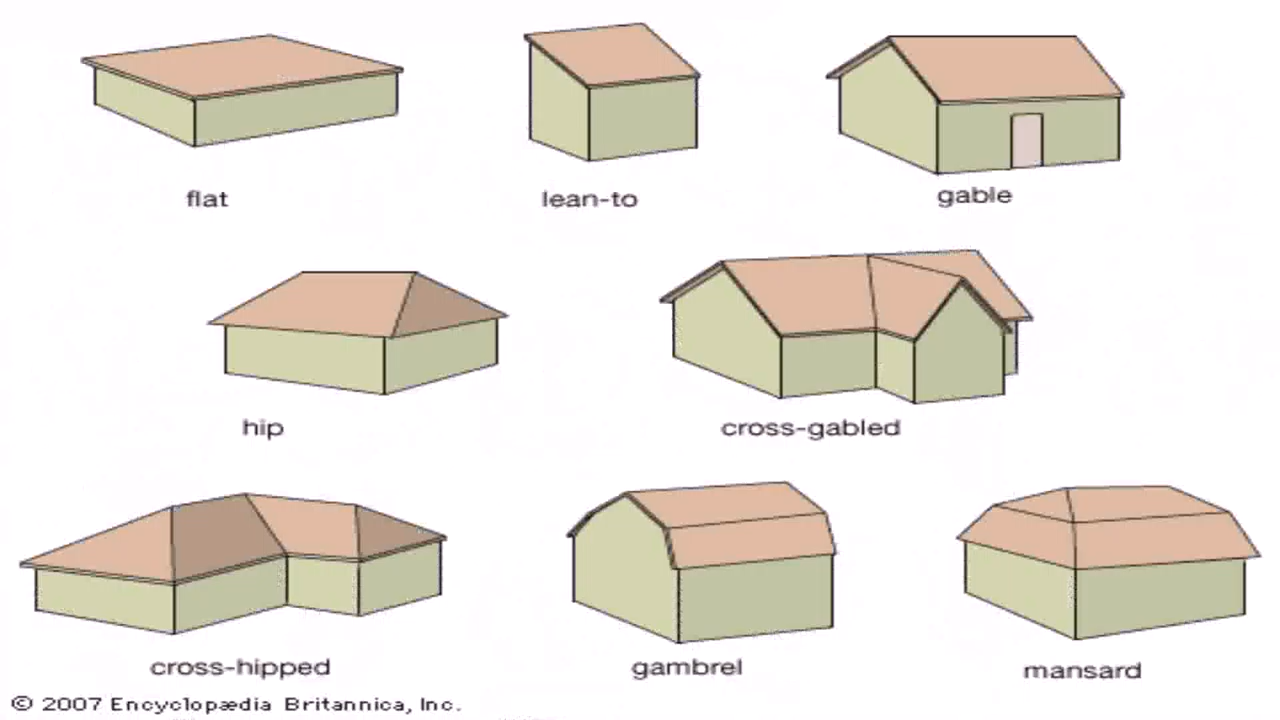 flat
lean-to
gable
hip
cross-gabled
cross-hipped
gambrel
mansard
© 2007 Encyclopædia Britannica, Inc.